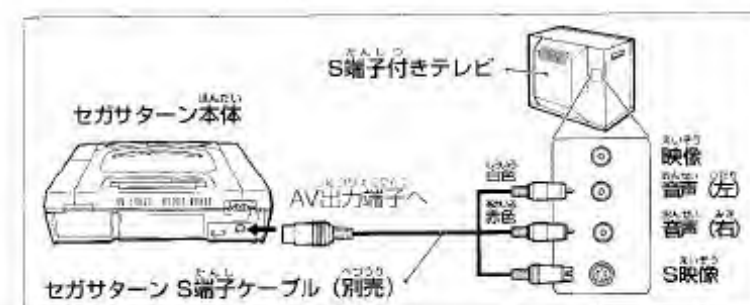 S端子付きテレビ
セガサターン本体
AV出力端子へ
白色
赤色
映像
音声(左)
音声(右)
S映像
セガサターン S端子ケーブル(別売)